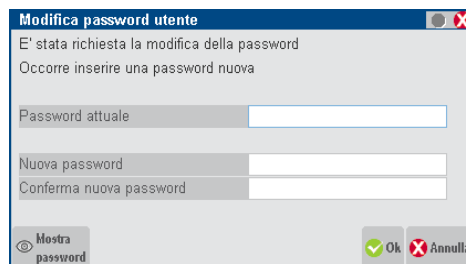 Modifica password utente
E' stata richiesta la modifica della password
Occorre inserire una password nuova
Password attuale
Nuova password
Conferma nuova password
Mostra
password
Ok
Annulla